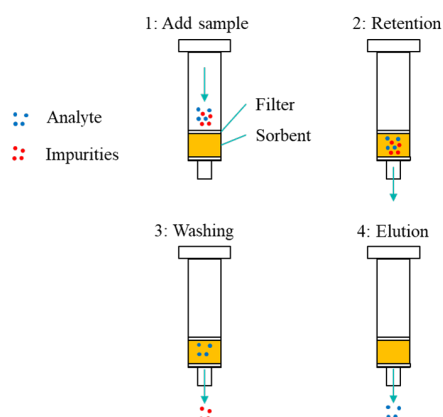 1: Add sample
2: Retention
Analyte
Impurities
Filter
Sorbent
3: Washing
4: Elution